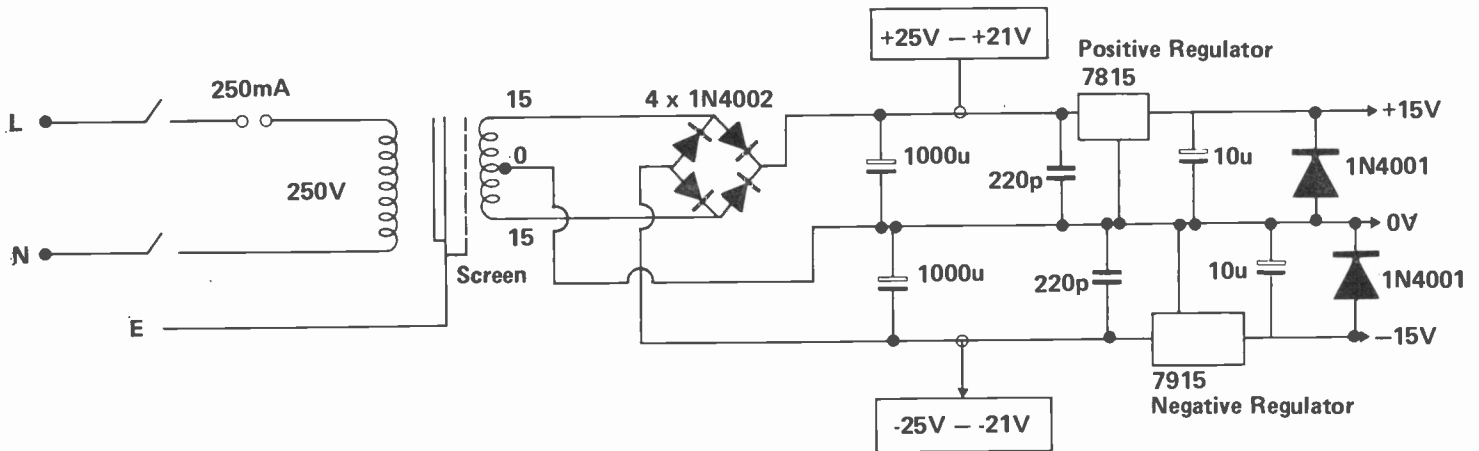 +25V – +21V
Positive Regulator
7815
250mA
15
4 x 1N4002
L
+15V
0
1000u
10u
1N4001
220p
250V
0V
N
15
Screen
1000u
220p
10u
1N4001
E
–15V
7915
Negative Regulator
-25V – -21V